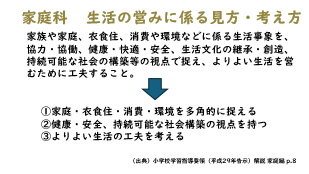 家庭科　生活の営みに係る見方・考え方
家族や家庭、衣食住、消費や環境などに係る生活事象を、
協力・協働、健康・快適・安全、生活文化の継承・創造、
持続可能な社会の構築等の視点で捉え、よりよい生活を営
むために工夫すること。
①家庭・衣食住・消費・環境を多角的に捉える
②健康・安全、持続可能な社会構築の視点を持つ
③よりよい生活の工夫を考える
（出典）小学校学習指導要領（平成29年告示）解説 家庭編 p.8